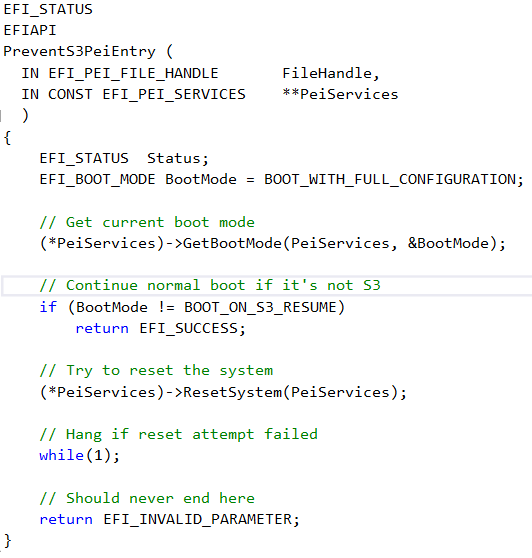 EFI_STATUS
EFIAPI
PreventS3PeiEntry (
  IN EFI_PEI_FILE_HANDLE      FileHandle,
  IN CONST EFI_PEI_SERVICES   **PeiServices
  )
{
    EFI_STATUS  Status;
    EFI_BOOT_MODE BootMode = BOOT_WITH_FULL_CONFIGURATION;

    // Get current boot mode
    (*PeiServices)->GetBootMode(PeiServices, &BootMode);

    // Continue normal boot if it's not S3
    if (BootMode != BOOT_ON_S3_RESUME)
        return EFI_SUCCESS;

    // Try to reset the system
    (*PeiServices)->ResetSystem(PeiServices);

    // Hang if reset attempt failed
    while(1);

    // Should never end here
    return EFI_INVALID_PARAMETER;
}